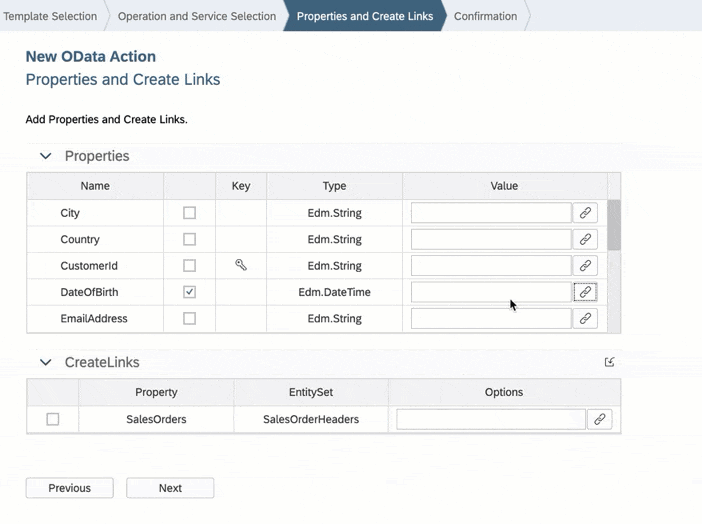 Template Selection Operation and Service Selection Properties and Create Links Confirmation
New OData Action
Properties and Create Links
Add Properties and Create Links.
Properties
Name Key Type Value
City Edm.String
Country Edm.String
CustomerId Edm.String
DateOfBirth Edm.DateTime
EmailAddress Edm.String
CreateLinks
Property EntitySet Options
SalesOrders SalesOrderHeaders
Previous Next